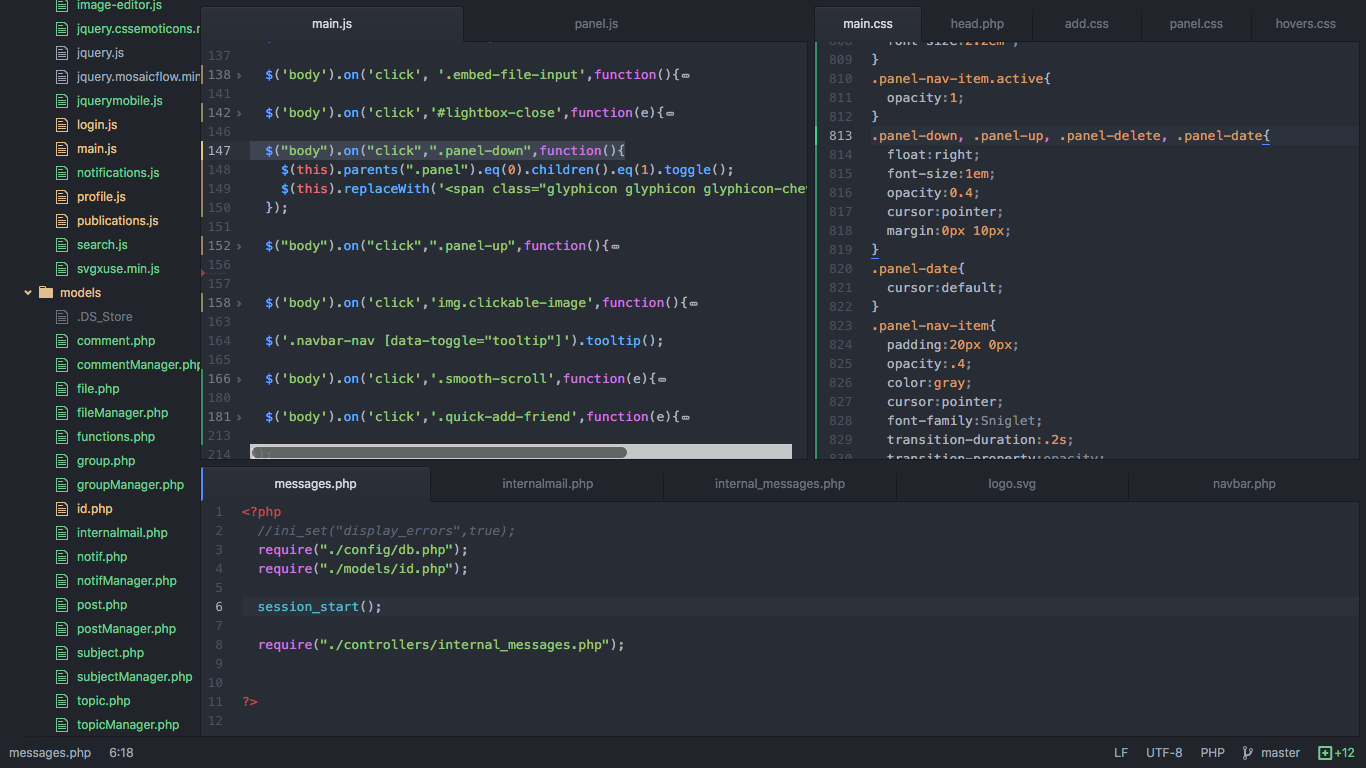 image-editor.js
jquery.cssemoticons.r
jquery.js
jquery.mosaicflow.min
jquerymobile.js
login.js
main.js
notifications.js
profile.js
publications.js
search.js
svgxuse.min.js
models
.DS_Store
comment.php
commentManager.php
file.php
fileManager.php
functions.php
group.php
groupManager.php
id.php
internalmail.php
notif.php
notifManager.php
post.php
postManager.php
subject.php
subjectManager.php
topic.php
topicManager.php
main.js panel.js
137
138 $('body').on('click', '.embed-file-input',function(){
141
142 $('body').on('click','#lightbox-close',function(e){
146
147 $("body").on("click",".panel-down",function(){
148 $(this).parents(".panel").eq(0).children().eq(1).toggle();
149 $(this).replaceWith('<span class="glyphicon glyphicon glyphicon-che
150 });
151
152 $("body").on("click",".panel-up",function(){
156
157
158 $('body').on('click','img.clickable-image',function(){
163
164 $('.navbar-nav [data-toggle="tooltip"]').tooltip();
165
166 $('body').on('click','.smooth-scroll',function(e){
180
181 $('body').on('click','.quick-add-friend',function(e){
213
214
main.css head.php add.css panel.css hovers.css
808 font-size:2.2em ;
809 }
810 .panel-nav-item.active{
811 opacity:1;
812 }
813 .panel-down, .panel-up, .panel-delete, .panel-date{
814 float:right;
815 font-size:1em;
816 opacity:0.4;
817 cursor:pointer;
818 margin:0px 10px;
819 }
820 .panel-date{
821 cursor:default;
822 }
823 .panel-nav-item{
824 padding:20px 0px;
825 opacity:.4;
826 color:gray;
827 cursor:pointer;
828 font-family:Sniglet;
829 transition-duration:.2s;
830 transition-property:opacity;
messages.php internalmail.php internal_messages.php logo.svg navbar.php
1 <?php
2 //ini_set("display_errors",true);
3 require("./config/db.php");
4 require("./models/id.php");
5
6 session_start();
7
8 require("./controllers/internal_messages.php");
9
10
11 ?>
12
messages.php 6:18 LF UTF-8 PHP master +12